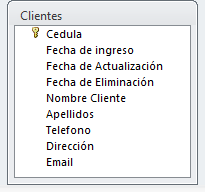 Clientes
Cedula
Fecha de ingreso
Fecha de Actualización
Fecha de Eliminación
Nombre Cliente
Apellidos
Telefono
Dirección
Email